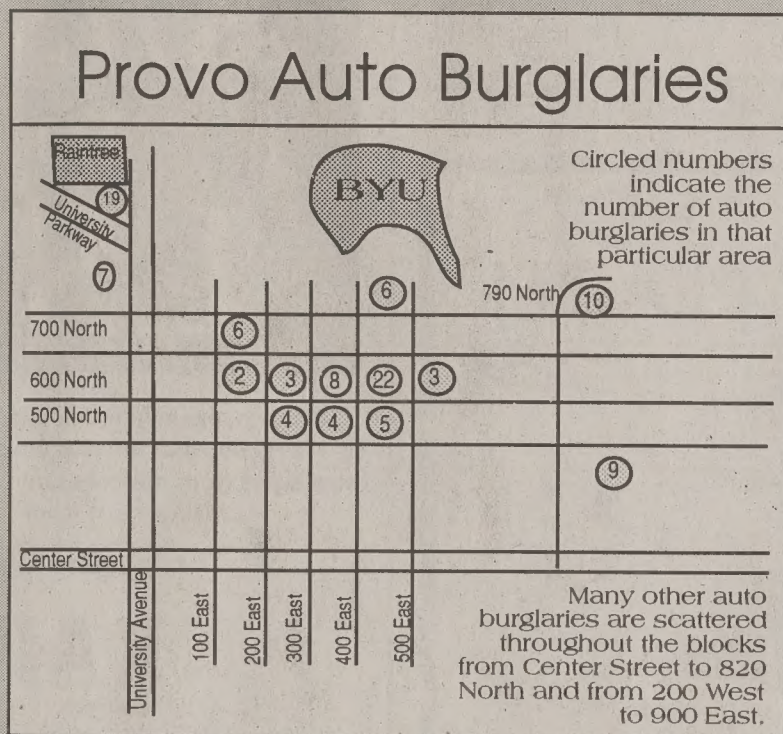 Provo Auto Burglaries
Raintree
19
University
Parkway
7
BYU
Circled numbers
indicate the
number of auto
burglaries in that
particular area
6
790 North
10
700 North
6
600 North
2
3
8
22
3
500 North
4
4
5
9
Center Street
University Avenue
100 East
200 East
300 East
400 East
500 East
Many other auto
burglaries are scattered
throughout the blocks
from Center Street to 820
North and from 200 West
to 900 East.